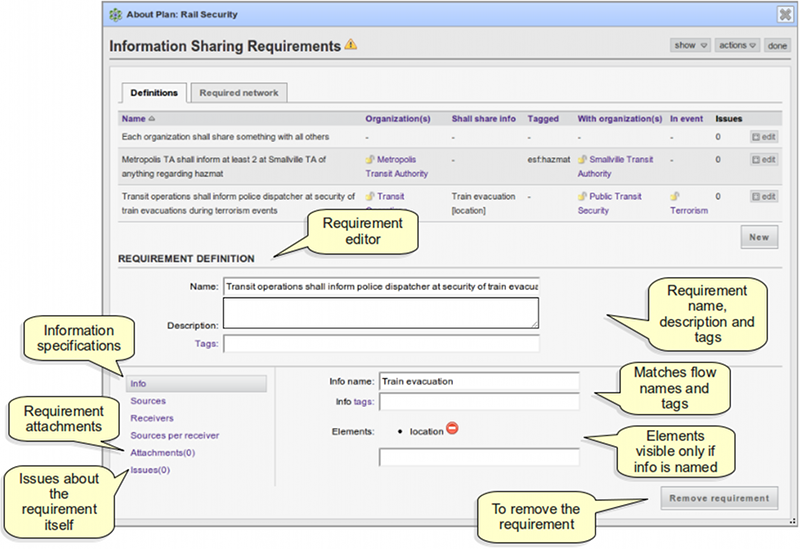 About Plan: Rail Security
Information Sharing Requirements
show
actions
done
Definitions
Required network
Name Organization(s) Shall share info Tagged With organization(s) In event Issues
Each organization shall share something with all others - - - - - 0 edit
Metropolis TA shall inform at least 2 at Smallville TA of Metropolis - esf:hazmat Smallville Transit - 0 edit
anything regarding hazmat Transit Authority Authority
Transit operations shall inform police dispatcher at security of Transit Train evacuation - Public Transit 0 edit
train evacuations during terrorism events [location] Security Terrorism
New
Requirement
editor
REQUIREMENT DEFINITION
Name: Transit operations shall inform police dispatcher at security of train evacua
Description:
Tags:
Requirement
name,
description and
tags
Information
specifications
Info
Sources
Receivers
Sources per receiver
Attachments(0)
Issues(0)
Requirement
attachments
Issues about
the
requirement
itself
Info name: Train evacuation
Info tags:
Elements: • location
Matches flow
names and
tags
Elements
visible only if
info is named
To remove the
requirement
Remove requirement